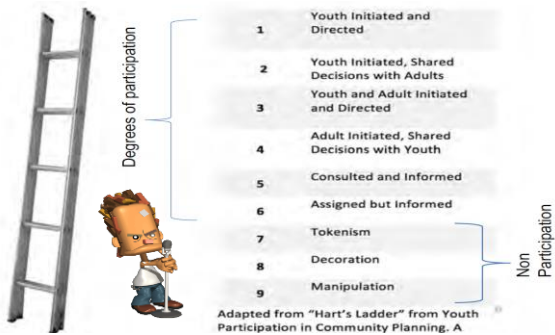 Degrees of participation
1 Youth Initiated and
Directed
2 Youth Initiated, Shared
Decisions with Adults
3 Youth and Adult Initiated
and Directed
4 Adult Initiated, Shared
Decisions with Youth
5 Consulted and Informed
6 Assigned but Informed
7 Tokenism
8 Decoration
9 Manipulation
Non
Participation
Adapted from "Hart's Ladder" from Youth
Participation in Community Planning. A